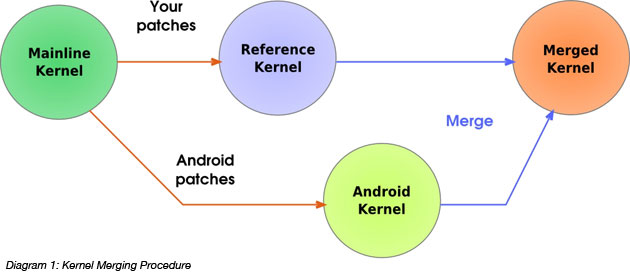 Your
patches
Mainline
Kernel
Reference
Kernel
Merged
Kernel
Merge
Android
patches
Android
Kernel
Diagram 1: Kernel Merging Procedure